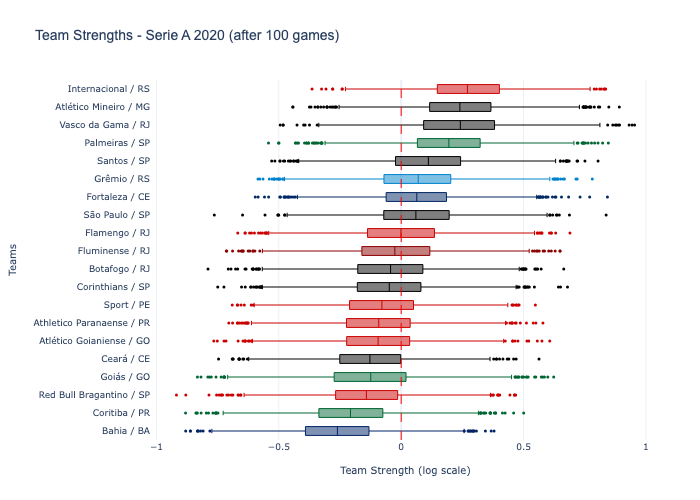 Team Strengths - Serie A 2020 (after 100 games)
Internacional / RS
Atlético Mineiro / MG
Vasco da Gama / RJ
Palmeiras / SP
Santos / SP
Grêmio / RS
Fortaleza / CE
São Paulo / SP
Flamengo / RJ
Fluminense / RJ
Botafogo / RJ
Corinthians / SP
Sport / PE
Athletico Paranaense / PR
Atlético Goianiense / GO
Ceará / CE
Goiás / GO
Red Bull Bragantino / SP
Coritiba / PR
Bahia / BA
Teams
−1 −0.5 0 0.5 1
Team Strength (log scale)